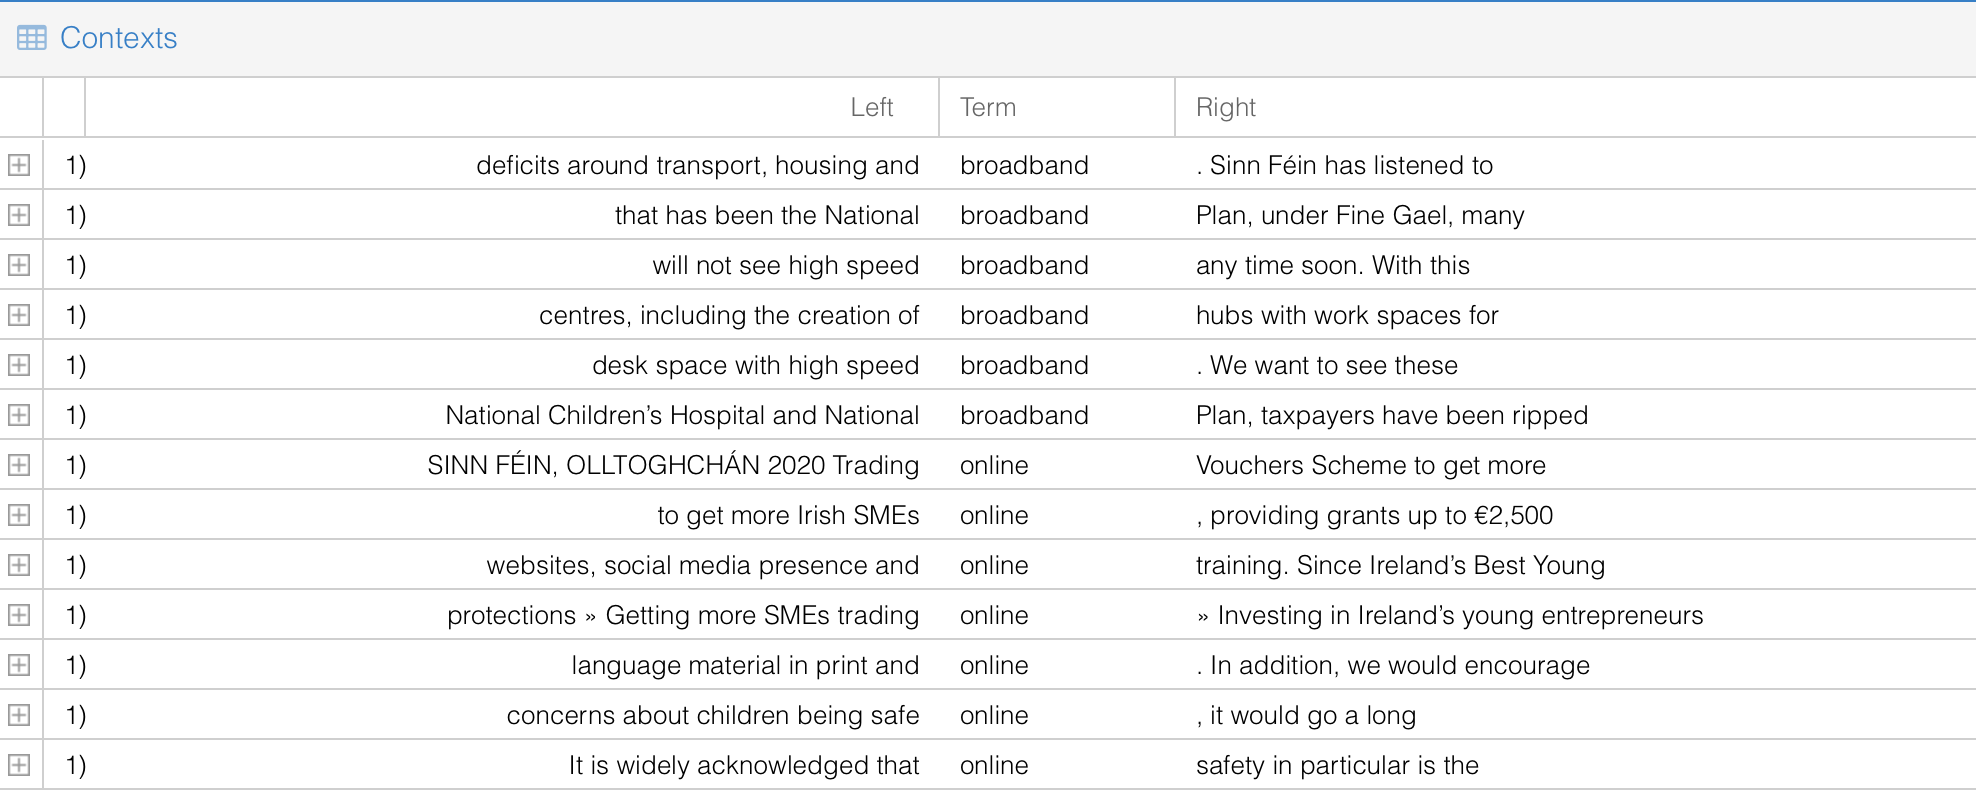 Contexts
Left Term Right
1) deficits around transport, housing and broadband . Sinn Féin has listened to
1) that has been the National broadband Plan, under Fine Gael, many
1) will not see high speed broadband any time soon. With this
1) centres, including the creation of broadband hubs with work spaces for
1) desk space with high speed broadband . We want to see these
1) National Children’s Hospital and National broadband Plan, taxpayers have been ripped
1) SINN FÉIN, OLLTOGHCHÁN 2020 Trading online Vouchers Scheme to get more
1) to get more Irish SMEs online , providing grants up to €2,500
1) websites, social media presence and online training. Since Ireland’s Best Young
1) protections » Getting more SMEs trading online » Investing in Ireland’s young entrepreneurs
1) language material in print and online . In addition, we would encourage
1) concerns about children being safe online , it would go a long
1) It is widely acknowledged that online safety in particular is the